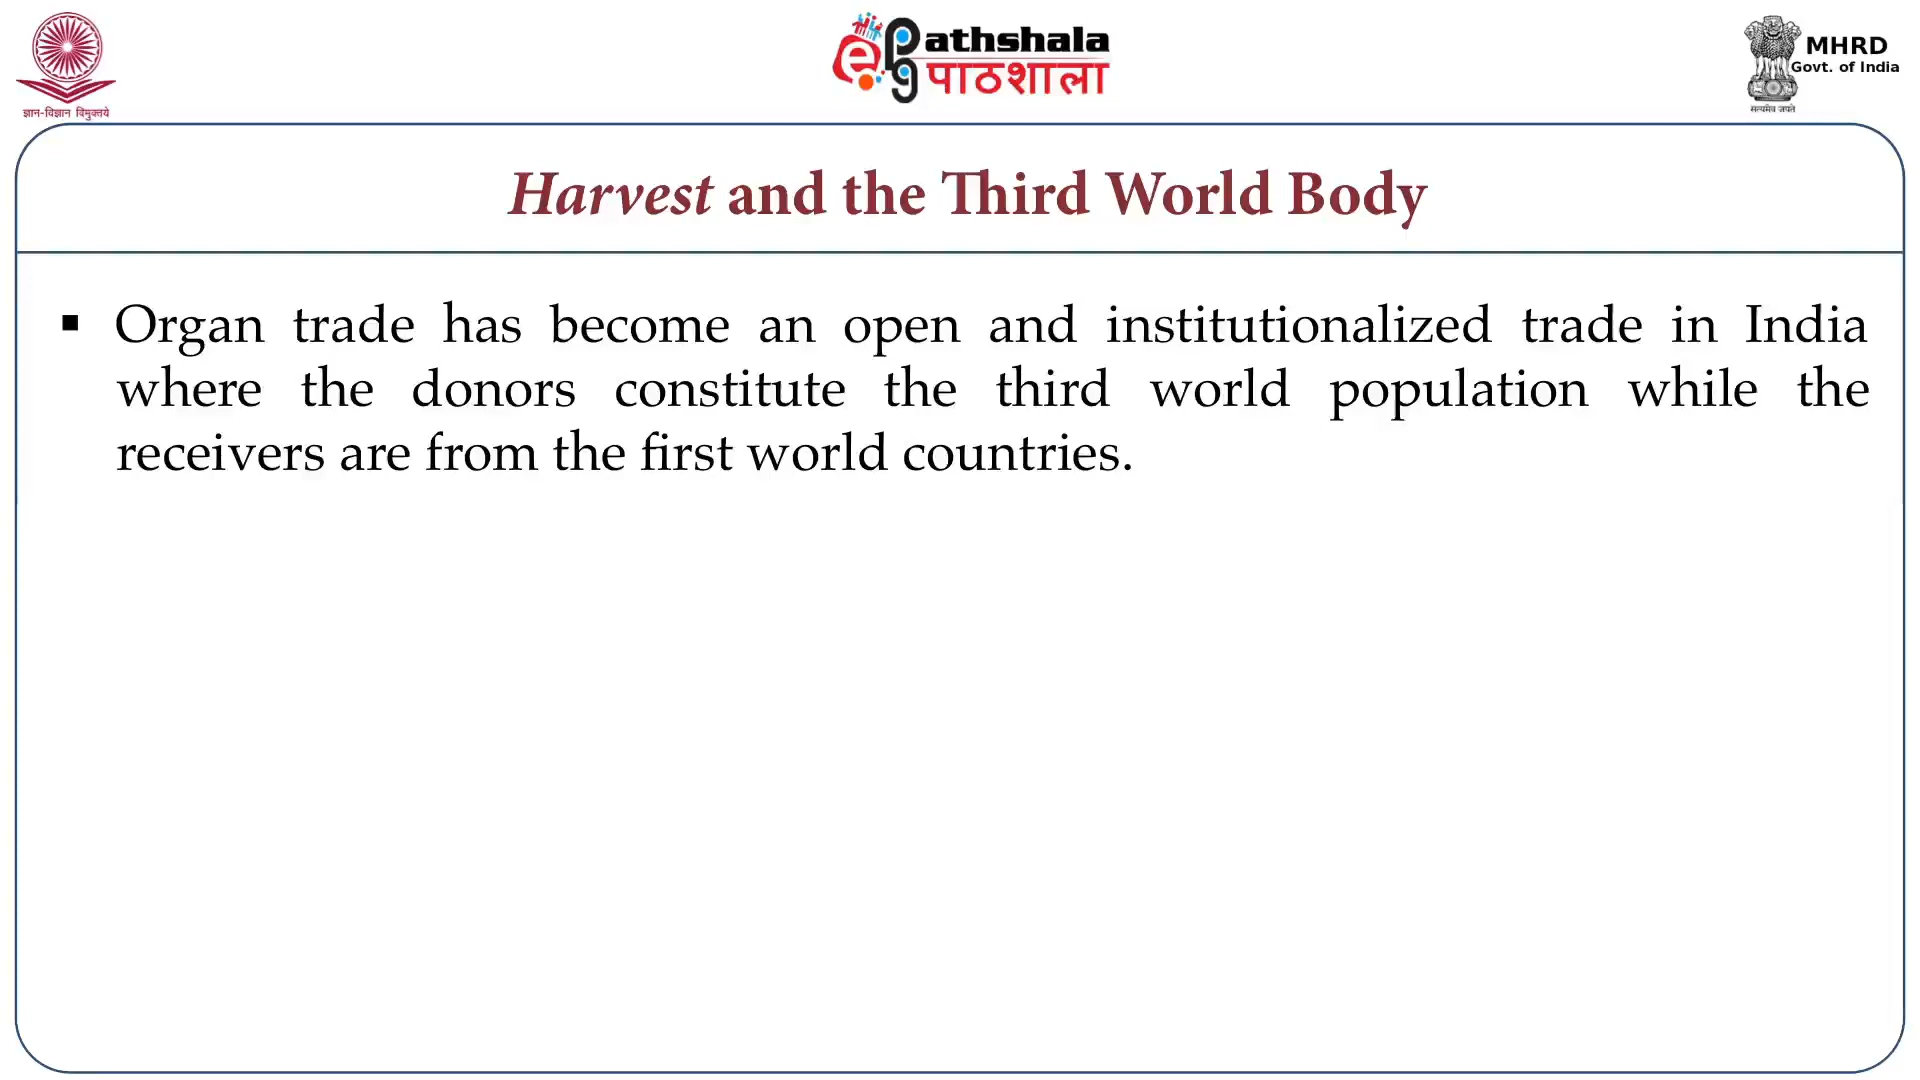 ज्ञान-विज्ञान विमुक्तये
e Pathshala
pg पाठशाला
MHRD
Govt. of India
सत्यमेव जयते
Harvest and the Third World Body
▪ Organ trade has become an open and institutionalized trade in India
where the donors constitute the third world population while the
receivers are from the first world countries.